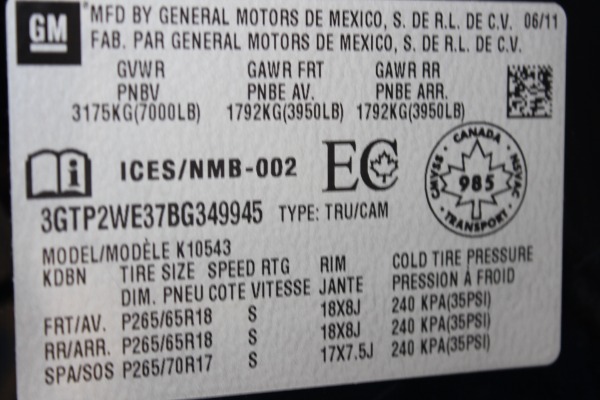 GM
*MFD BY GENERAL MOTORS DE MEXICO, S. DE R.L. DE C.V. 06/11
FAB. PAR GENERAL MOTORS DE MEXICO, S. DE R.L. DE C.V.
GVWR GAWR FRT GAWR RR
PNBV PNBE AV. PNBE ARR.
3175KG(7000LB) 1792KG(3950LB) 1792KG(3950LB)
ICES/NMB-002 EC
CANADA
CMVSS 985 NSVAC
TRANSPORT
3GTP2WE37BG349945 TYPE: TRU/CAM
MODEL/MODÈLE K10543
KDBN TIRE SIZE SPEED RTG RIM COLD TIRE PRESSURE
DIM. PNEU COTE VITESSE JANTE PRESSION À FROID
FRT/AV. P265/65R18 S 18X8J 240 KPA(35PSI)
RR/ARR. P265/65R18 S 18X8J 240 KPA(35PSI)
SPA/SOS P265/70R17 S 17X7.5J 240 KPA(35PSI)